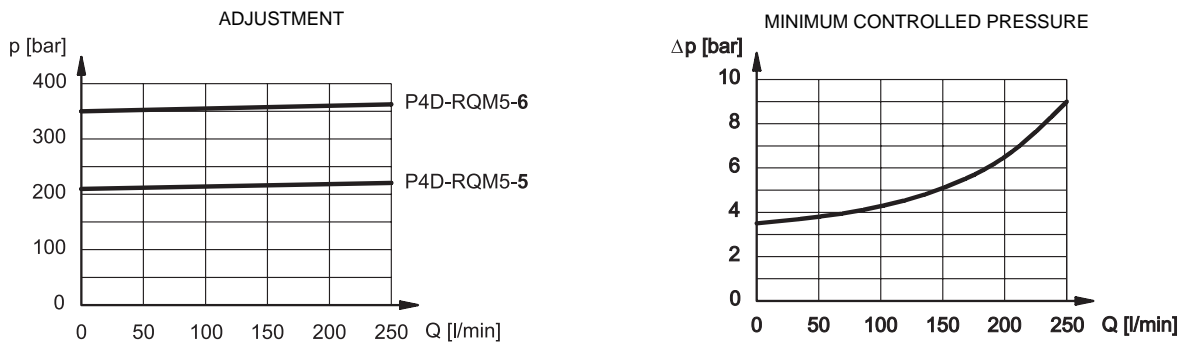 ADJUSTMENT
p [bar]
400
300
200
100
0
0 50 100 150 200 250 Q [l/min]
P4D-RQM5-6
P4D-RQM5-5
MINIMUM CONTROLLED PRESSURE
Δp [bar]
10
8
6
4
2
0
0 50 100 150 200 250 Q [l/min]